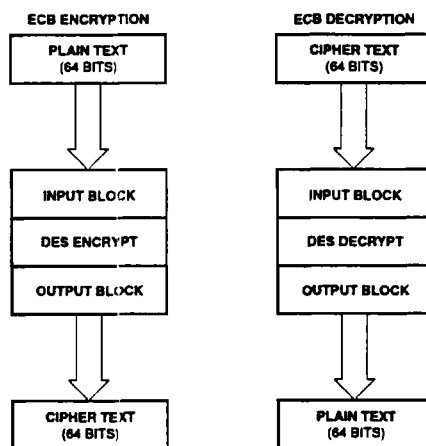 ECB ENCRYPTION
PLAIN TEXT
(64 BITS)
INPUT BLOCK
DES ENCRYPT
OUTPUT BLOCK
CIPHER TEXT
(64 BITS)
ECB DECRYPTION
CIPHER TEXT
(64 BITS)
INPUT BLOCK
DES DECRYPT
OUTPUT BLOCK
PLAIN TEXT
(64 BITS)